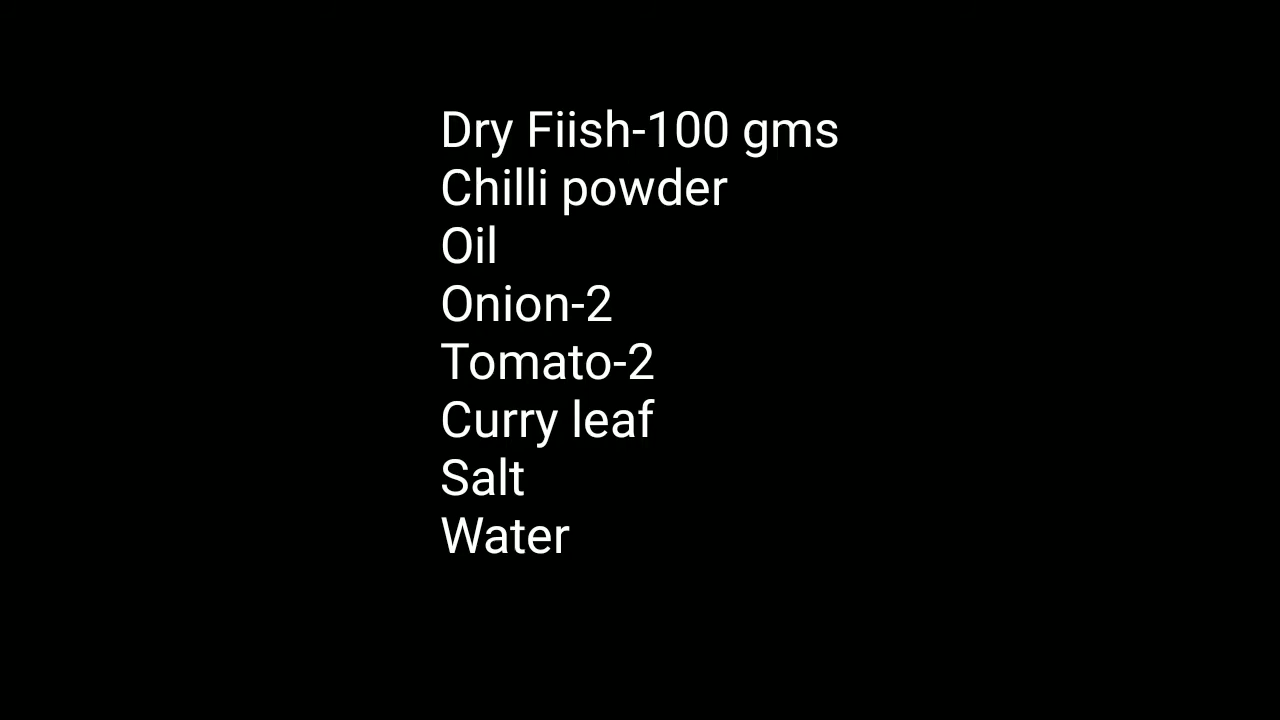 Dry Fiish-100 gms
Chilli powder
Oil
Onion-2
Tomato-2
Curry leaf
Salt
Water